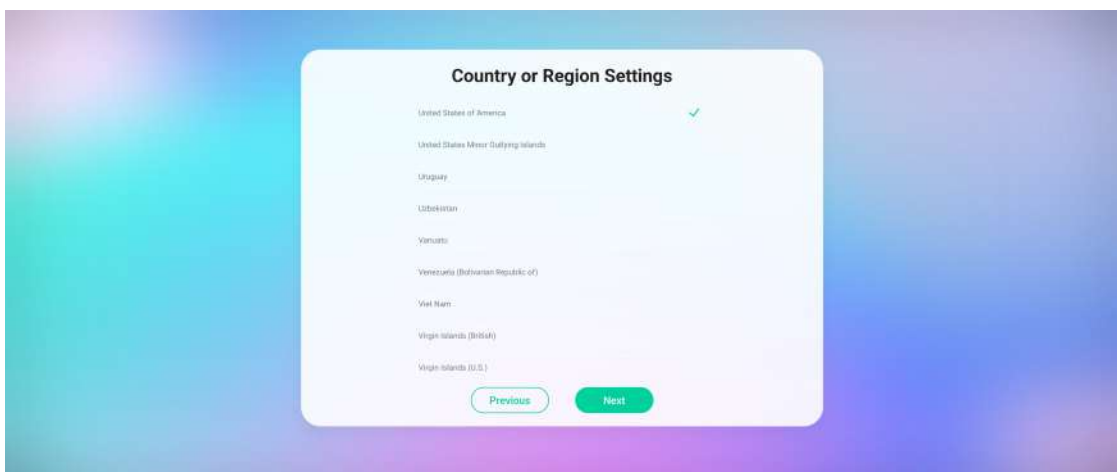 Country or Region Settings
United States of America
United States Minor Outlying Islands
Uruguay
Uzbekistan
Vanuatu
Venezuela (Bolivarian Republic of)
Viet Nam
Virgin Islands (British)
Virgin Islands (U.S.)
Previous
Next